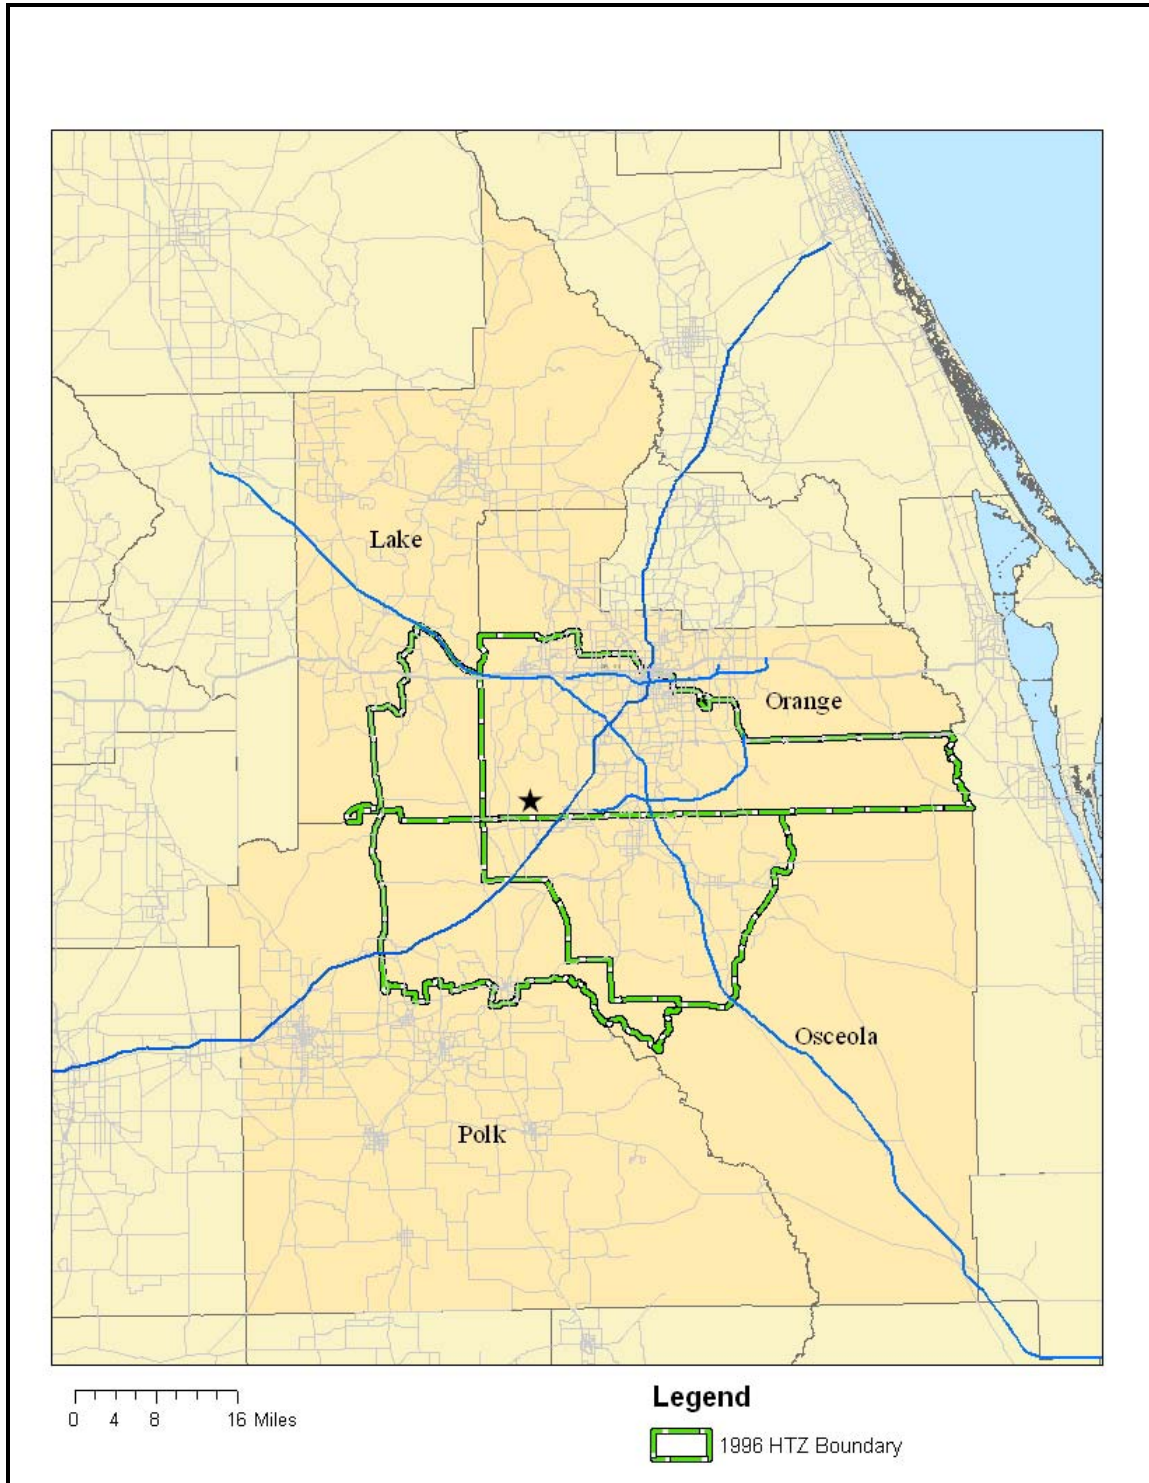 Lake
Orange
Osceola
Polk
0 4 8 16 Miles
Legend
1996 HTZ Boundary